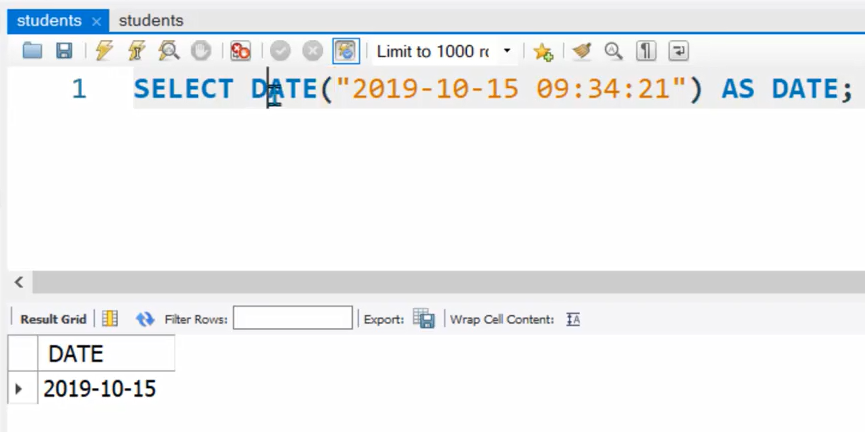 students × students
Limit to 1000 rc
1 SELECT DATE("2019-10-15 09:34:21") AS DATE;
Result Grid Filter Rows: Export: Wrap Cell Content:
DATE
2019-10-15